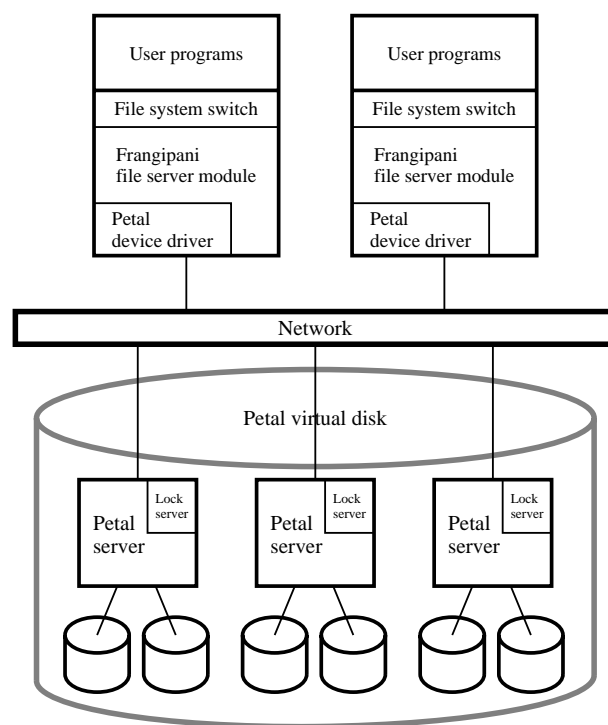 User programs
File system switch
Frangipani
file server module
Petal
device driver
User programs
File system switch
Frangipani
file server module
Petal
device driver
Network
Petal virtual disk
Lock
server
Petal
server
Lock
server
Petal
server
Lock
server
Petal
server